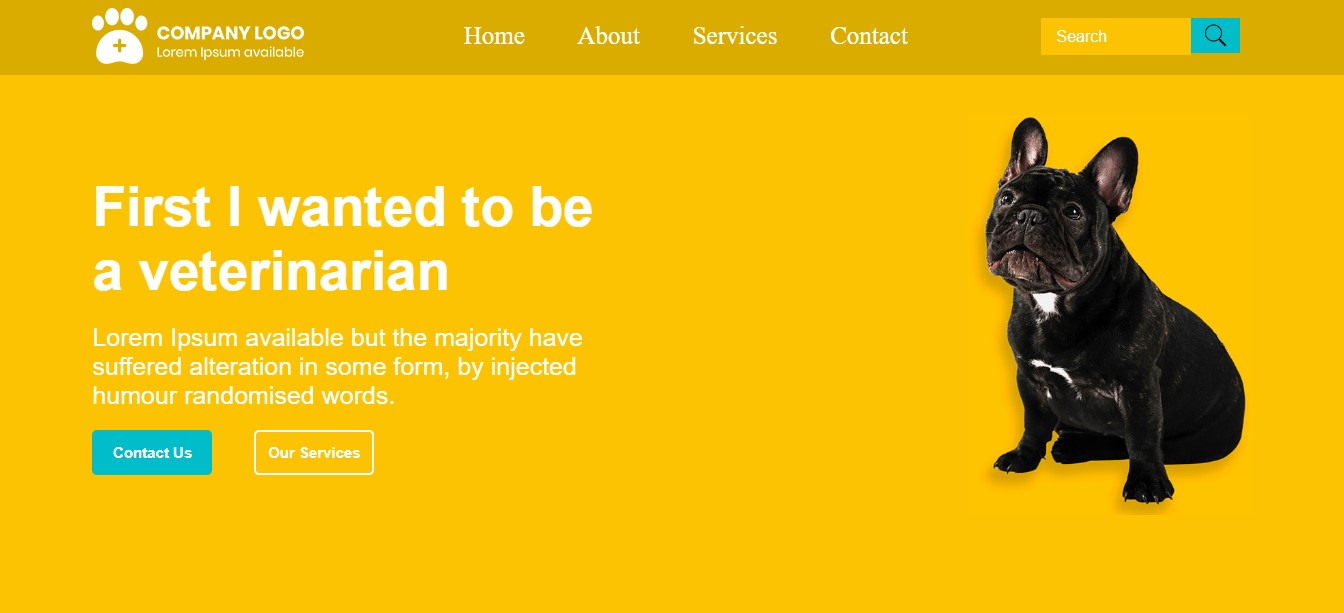 COMPANY LOGO
Lorem Ipsum available
Home About Services Contact
Search
First I wanted to be
a veterinarian
Lorem Ipsum available but the majority have
suffered alteration in some form, by injected
humour randomised words.
Contact Us
Our Services